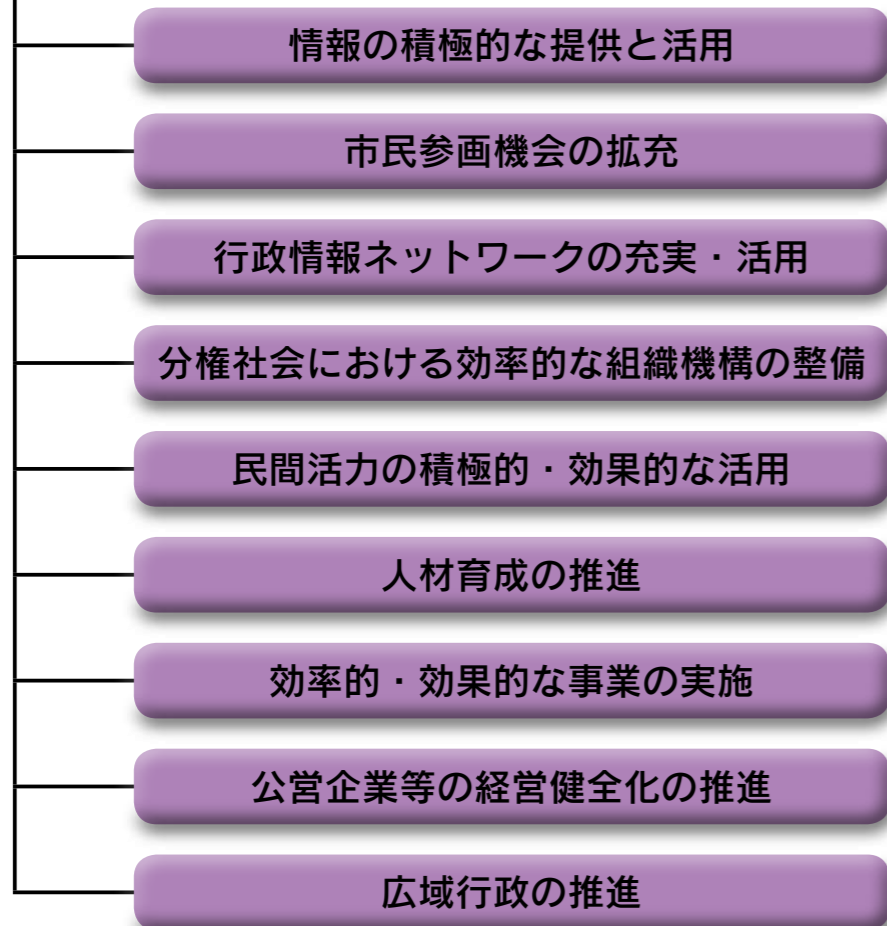 情報の積極的な提供と活用
市民参画機会の拡充
行政情報ネットワークの充実・活用
分権社会における効率的な組織機構の整備
民間活力の積極的・効果的な活用
人材育成の推進
効率的・効果的な事業の実施
公営企業等の経営健全化の推進
広域行政の推進